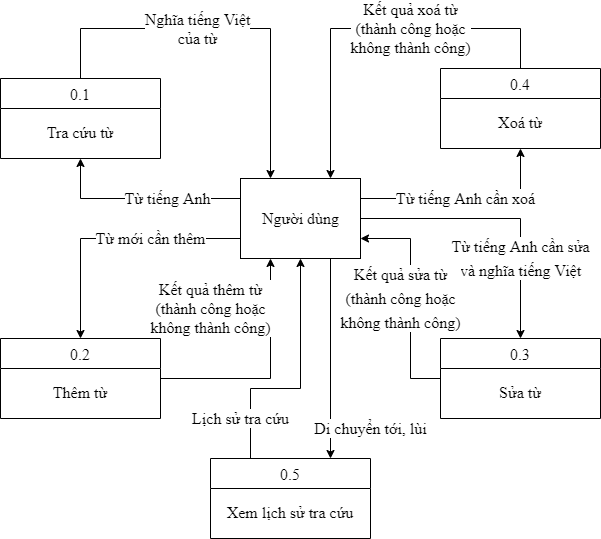 Nghĩa tiếng Việt
của từ
Kết quả xoá từ
(thành công hoặc
không thành công)
0.1
Tra cứu từ
0.4
Xoá từ
Từ tiếng Anh
Người dùng
Từ tiếng Anh cần xoá
Từ mới cần thêm
Từ tiếng Anh cần sửa
và nghĩa tiếng Việt
Kết quả thêm từ
(thành công hoặc
không thành công)
Kết quả sửa từ
(thành công hoặc
không thành công)
0.2
Thêm từ
0.3
Sửa từ
Lịch sử tra cứu
Di chuyển tới, lùi
0.5
Xem lịch sử tra cứu